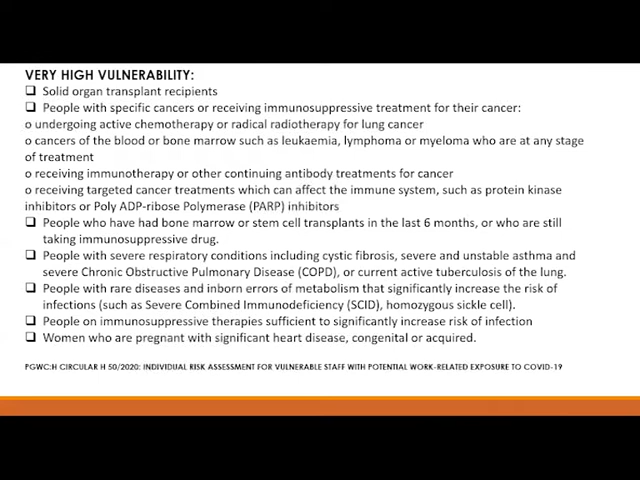 VERY HIGH VULNERABILITY:
❑ Solid organ transplant recipients
❑ People with specific cancers or receiving immunosuppressive treatment for their cancer:
o undergoing active chemotherapy or radical radiotherapy for lung cancer
o cancers of the blood or bone marrow such as leukaemia, lymphoma or myeloma who are at any stage
of treatment
o receiving immunotherapy or other continuing antibody treatments for cancer
o receiving targeted cancer treatments which can affect the immune system, such as protein kinase
inhibitors or Poly ADP-ribose Polymerase (PARP) inhibitors
❑ People who have had bone marrow or stem cell transplants in the last 6 months, or who are still
taking immunosuppressive drug.
❑ People with severe respiratory conditions including cystic fibrosis, severe and unstable asthma and
severe Chronic Obstructive Pulmonary Disease (COPD), or current active tuberculosis of the lung.
❑ People with rare diseases and inborn errors of metabolism that significantly increase the risk of
infections (such as Severe Combined Immunodeficiency (SCID), homozygous sickle cell).
❑ People on immunosuppressive therapies sufficient to significantly increase risk of infection
❑ Women who are pregnant with significant heart disease, congenital or acquired.
PGWC:H CIRCULAR H 50/2020: INDIVIDUAL RISK ASSESSMENT FOR VULNERABLE STAFF WITH POTENTIAL WORK-RELATED EXPOSURE TO COVID-19